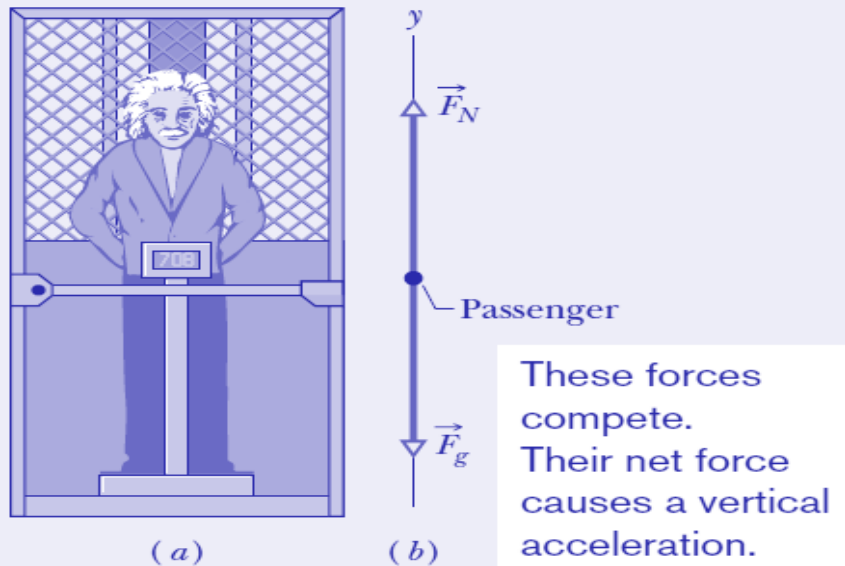 y
F_N
708
Passenger
F_g
These forces
compete.
Their net force
causes a vertical
acceleration.
(a)
(b)